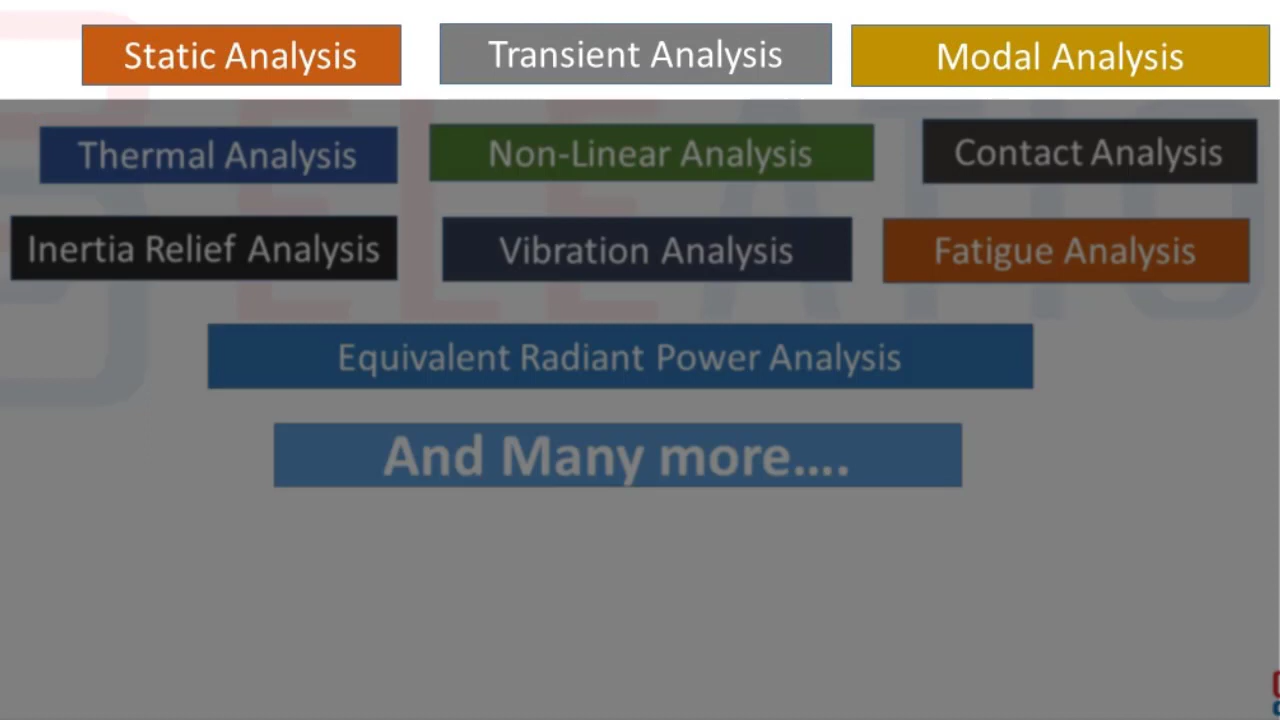 Static Analysis
Transient Analysis
Modal Analysis
Thermal Analysis
Non-Linear Analysis
Contact Analysis
Inertia Relief Analysis
Vibration Analysis
Fatigue Analysis
Equivalent Radiant Power Analysis
And Many more....